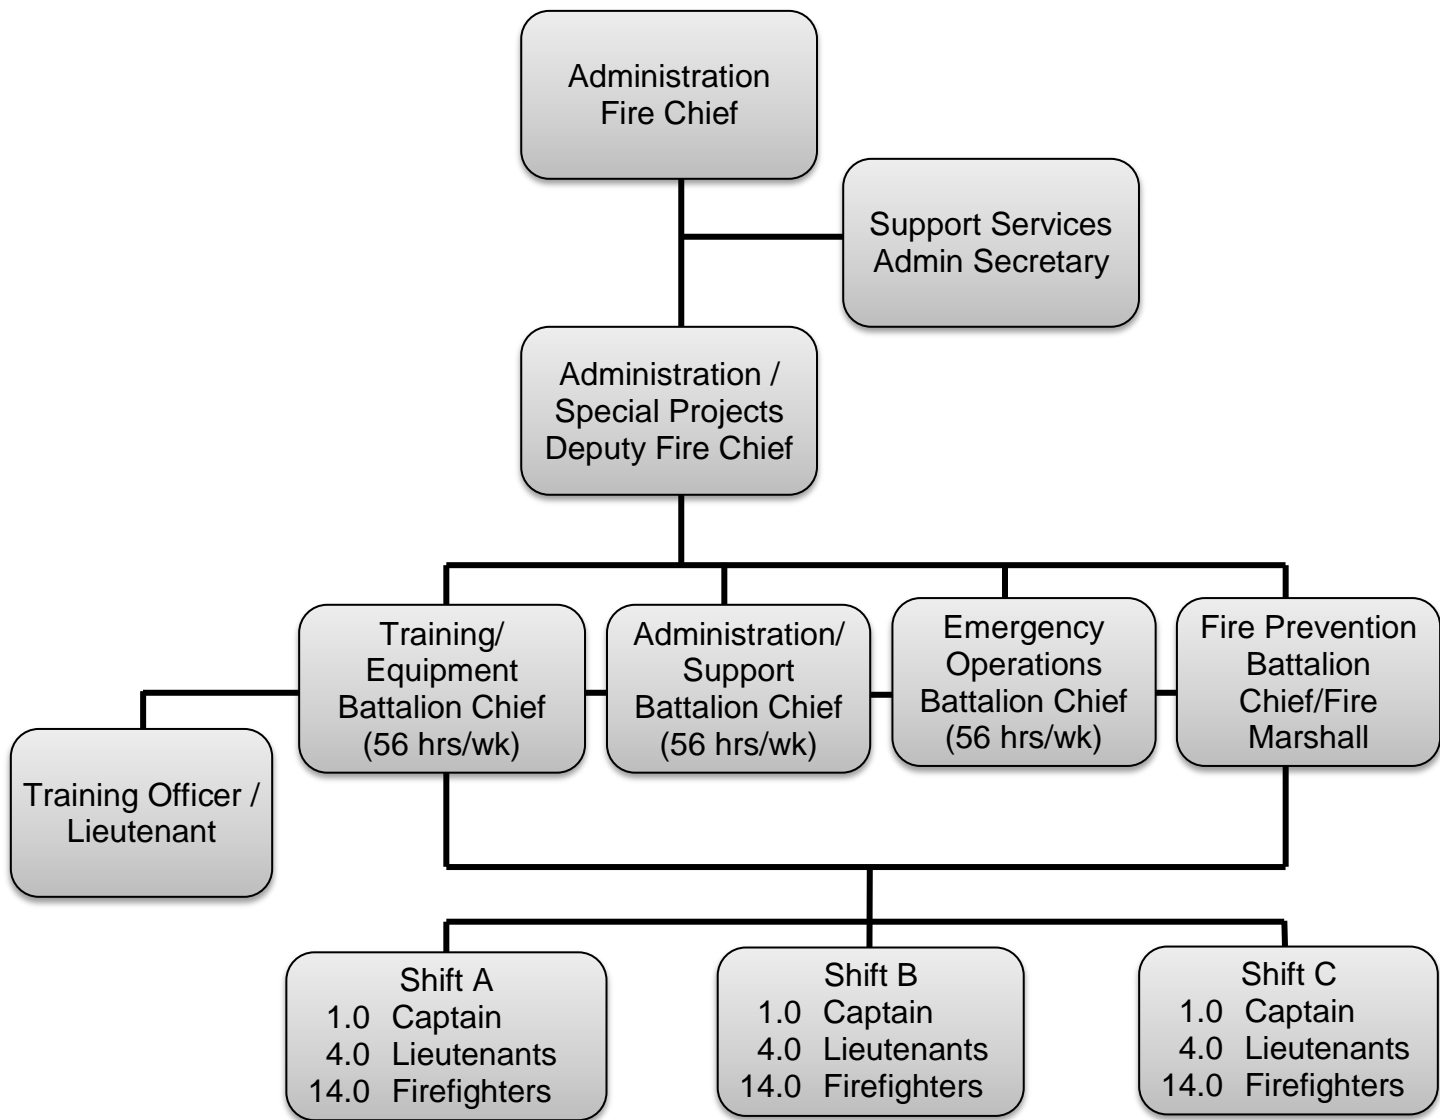 Administration
Fire Chief
Support Services
Admin Secretary
Administration /
Special Projects
Deputy Fire Chief
Training/
Equipment
Battalion Chief
(56 hrs/wk)
Administration/
Support
Battalion Chief
(56 hrs/wk)
Emergency
Operations
Battalion Chief
(56 hrs/wk)
Fire Prevention
Battalion
Chief/Fire
Marshall
Training Officer /
Lieutenant
Shift A
1.0 Captain
4.0 Lieutenants
14.0 Firefighters
Shift B
1.0 Captain
4.0 Lieutenants
14.0 Firefighters
Shift C
1.0 Captain
4.0 Lieutenants
14.0 Firefighters